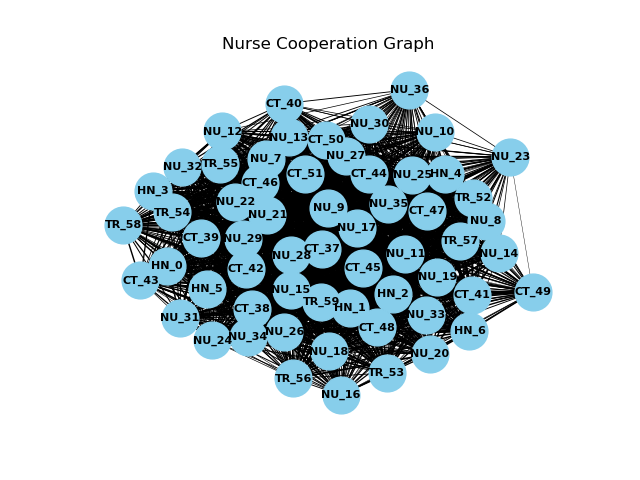 Nurse Cooperation Graph
NU_36
CT_40
NU_30
NU_12
NU_10
NU_13
CT_50
NU_27
NU_23
NU_7
TR_55
NU_32
CT_51
CT_44
NU_25
HN_4
CT_46
HN_3
TR_52
NU_22
NU_35
NU_9
CT_47
TR_54
NU_21
NU_8
TR_58
NU_17
CT_39
NU_29
TR_57
CT_37
NU_11
NU_14
NU_28
HN_0
CT_42
CT_45
NU_19
CT_43
HN_5
NU_15
HN_2
CT_41
CT_49
TR_59
HN_1
CT_38
NU_33
NU_31
CT_48
HN_6
NU_26
NU_34
NU_24
NU_18
NU_20
TR_53
TR_56
NU_16